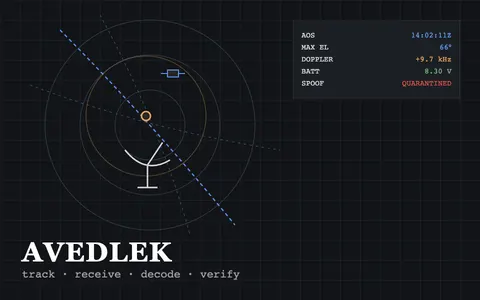 AOS 14:02:11Z
MAX EL 66°
DOPPLER +9.7 kHz
BATT 8.30 V
SPOOF QUARANTINED
AVEDLEK
track · receive · decode · verify